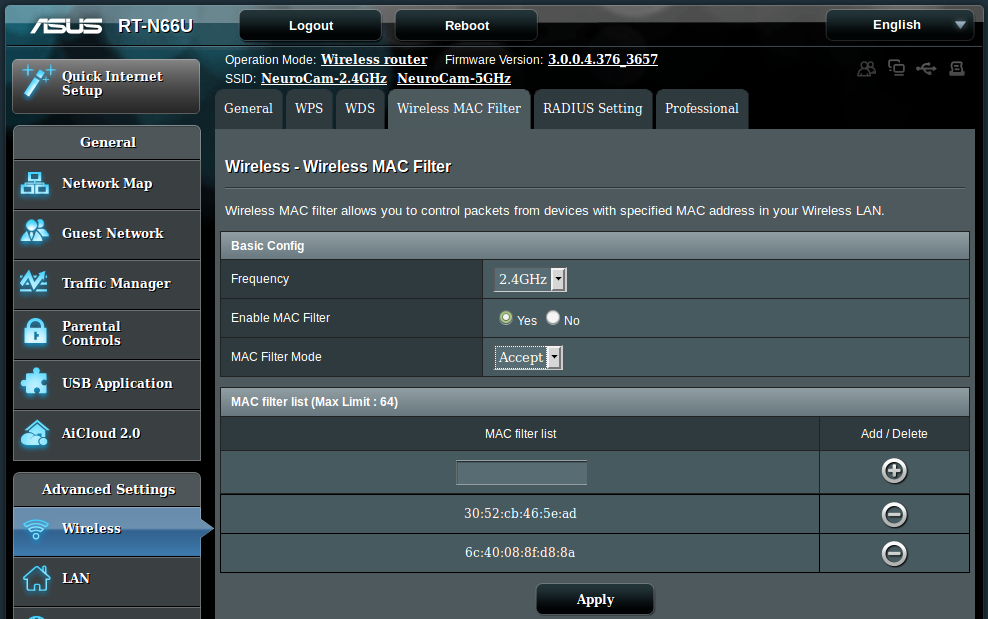 ASUS RT-N66U Logout Reboot English
Operation Mode: Wireless router Firmware Version: 3.0.0.4.376_3657
SSID: NeuroCam-2.4GHz NeuroCam-5GHz
Quick Internet
Setup
General
Network Map
Guest Network
Traffic Manager
Parental
Controls
USB Application
AiCloud 2.0
Advanced Settings
Wireless
LAN
General WPS WDS Wireless MAC Filter RADIUS Setting Professional
Wireless - Wireless MAC Filter
Wireless MAC filter allows you to control packets from devices with specified MAC address in your Wireless LAN.
Basic Config
Frequency 2.4GHz
Enable MAC Filter Yes No
MAC Filter Mode Accept
MAC filter list (Max Limit : 64)
MAC filter list Add / Delete
30:52:cb:46:5e:ad
6c:40:08:8f:d8:8a
Apply